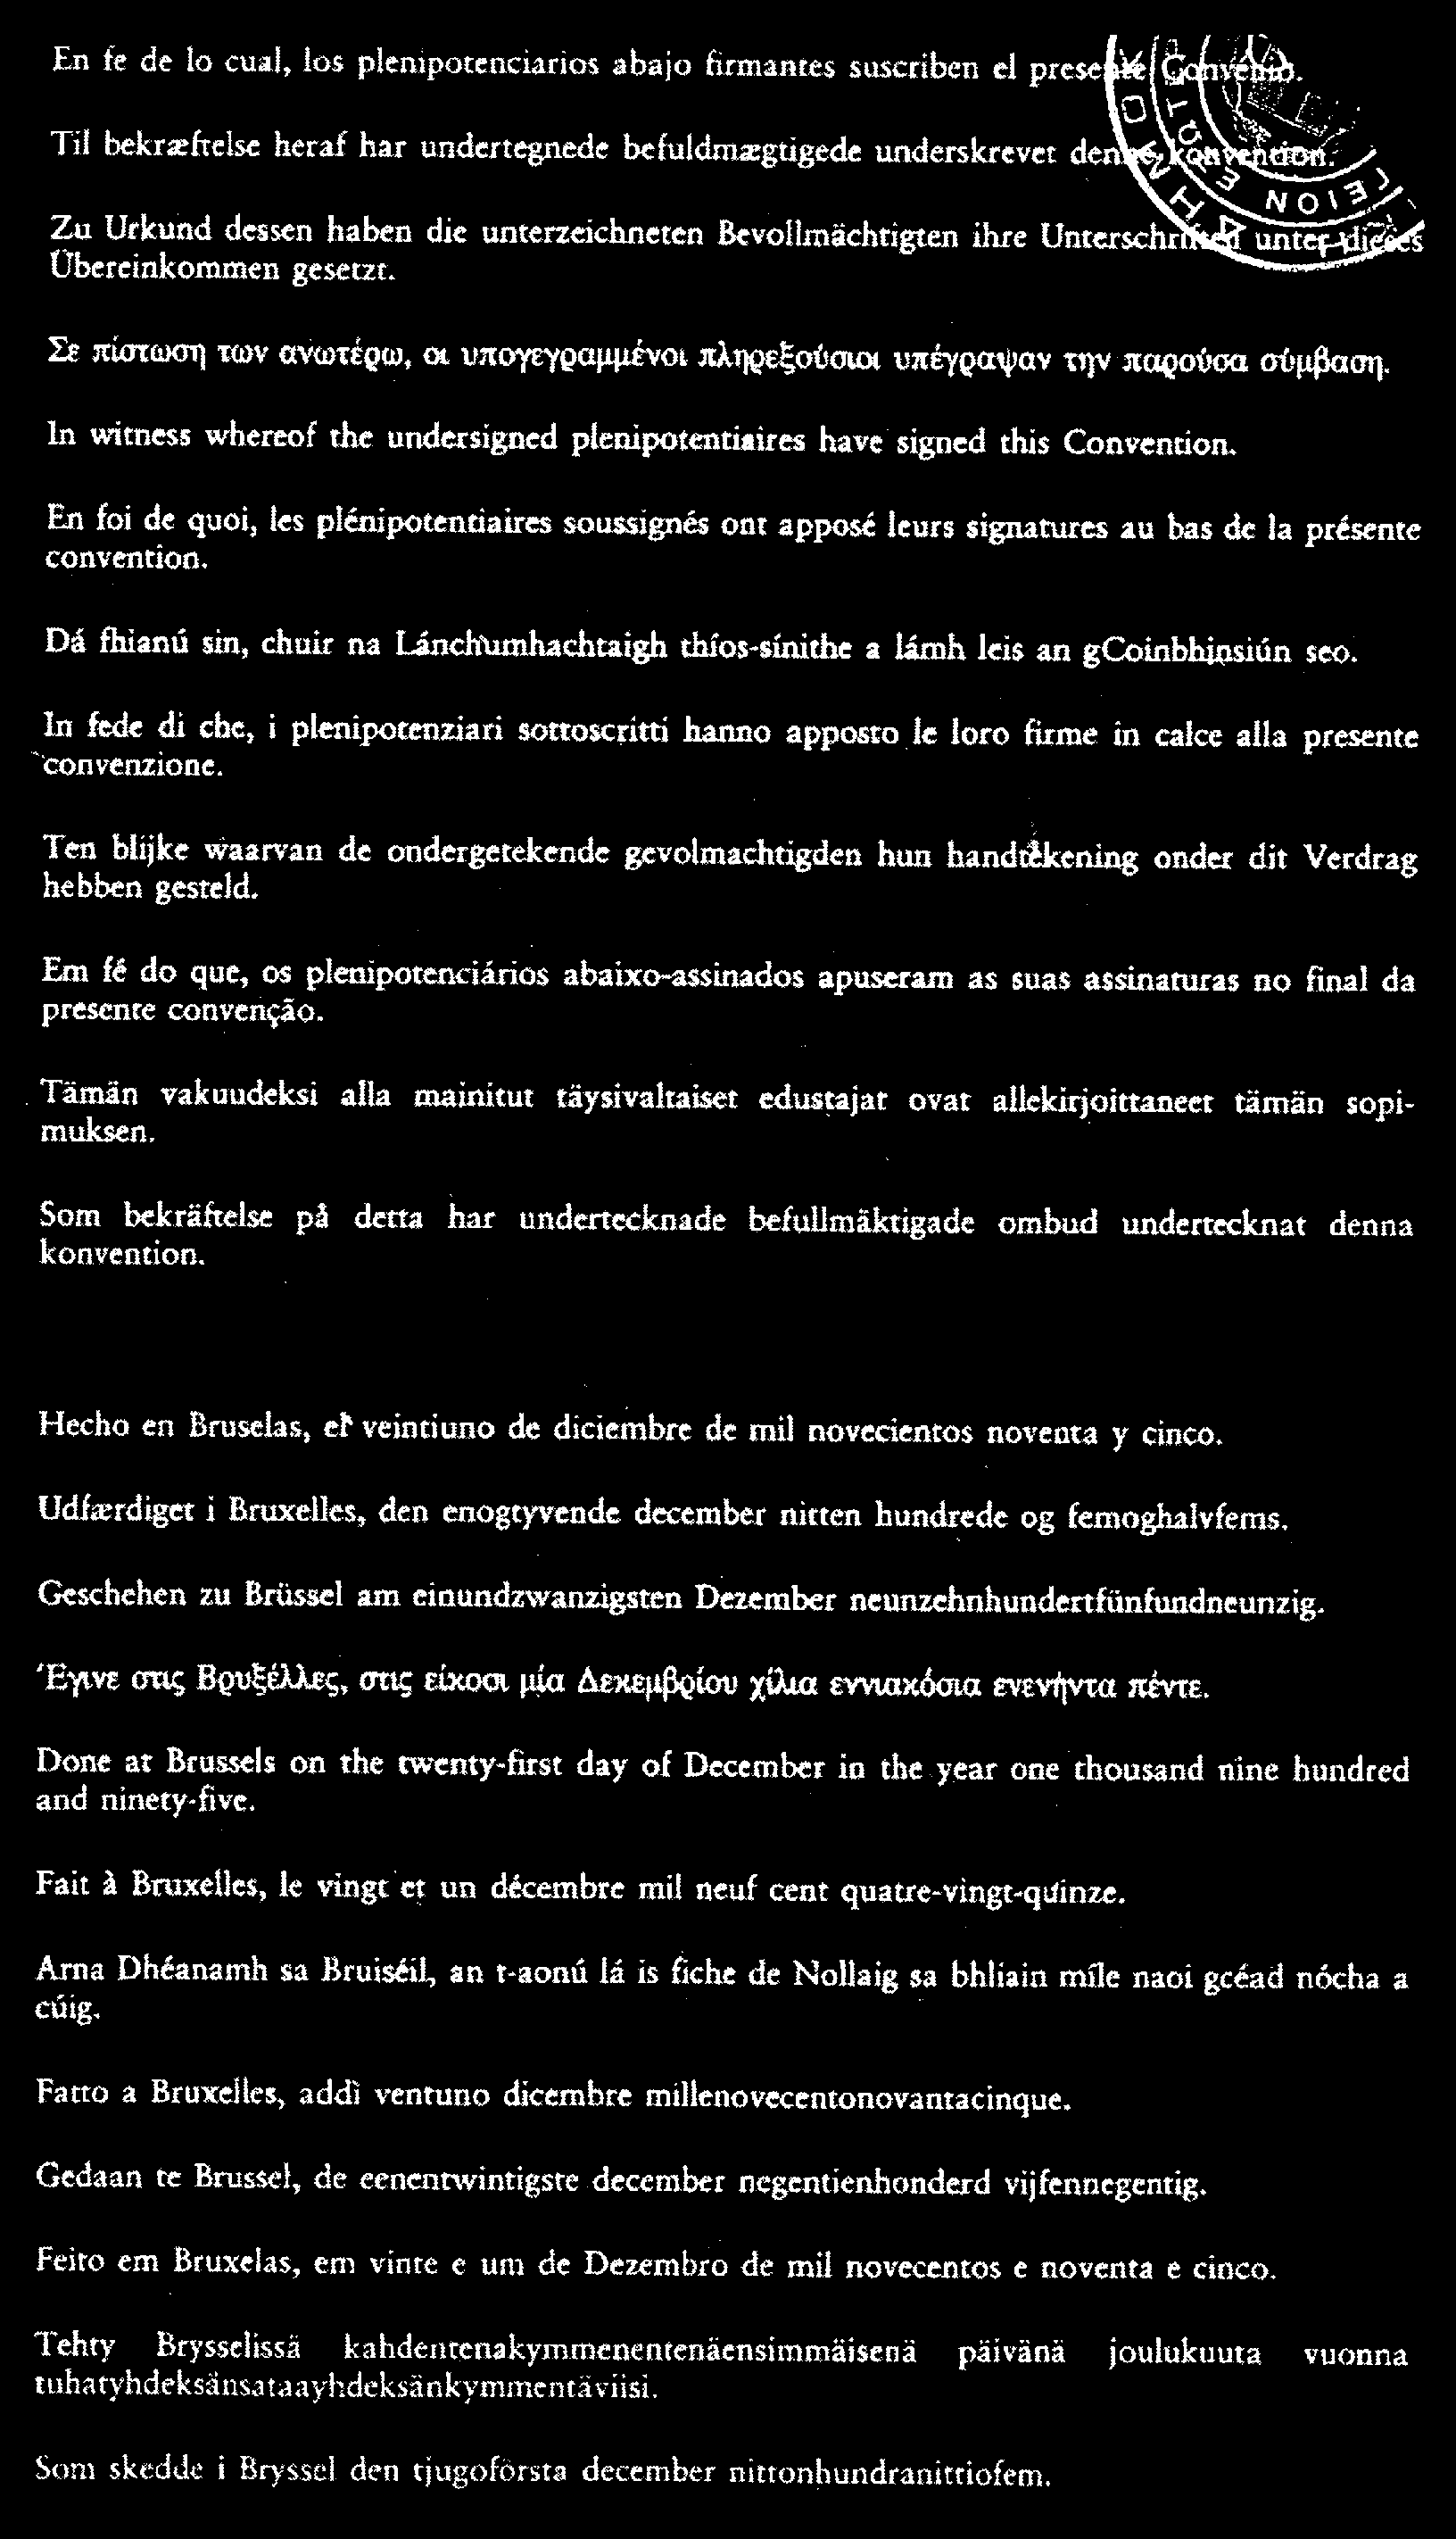 En fe de lo cual, los plenipotenciarios abajo firmantes suscriben el presente Convenio.
Til bekræftelse heraf har undertegnede befuldmægtigede underskrevet denne konvention.
Zu Urkund dessen haben die unterzeichneten Bevollmächtigten ihre Unterschriften unter dieses
Übereinkommen gesetzt.
Σε πίστωση των ανωτέρω, οι υπογεγραμμένοι πληρεξούσιοι υπέγραψαν την παρούσα σύμβαση.
In witness whereof the undersigned plenipotentiaires have signed this Convention.
En foi de quoi, les plénipotentiaires soussignés ont apposé leurs signatures au bas de la présente
convention.
Dá fhianú sin, chuir na Lánchumhachtaigh thíos-sínithe a lámh leis an gCoinbhinsiún seo.
In fede di che, i plenipotenziari sottoscritti hanno apposto le loro firme in calce alla presente
convenzione.
Ten blijke waarvan de ondergetekende gevolmachtigden hun handtekening onder dit Verdrag
hebben gesteld.
Em fé do que, os plenipotenciários abaixo-assinados apuseram as suas assinaturas no final da
presente convenção.
Tämän vakuudeksi alla mainitut täysivaltaiset edustajat ovat allekirjoittaneet tämän sopi-
muksen.
Som bekräftelse på detta har undertecknade befullmäktigade ombud undertecknat denna
konvention.
Hecho en Bruselas, el veintiuno de diciembre de mil novecientos noventa y cinco.
Udfærdiget i Bruxelles, den enogtyvende december nitten hundrede og femoghalvfems.
Geschehen zu Brüssel am einundzwanzigsten Dezember neunzehnhundertfünfundneunzig.
Έγινε στις Βρυξέλλες, στις είκοσι μία Δεκεμβρίου χίλια εννιακόσια ενενήντα πέντε.
Done at Brussels on the twenty-first day of December in the year one thousand nine hundred
and ninety-five.
Fait à Bruxelles, le vingt et un décembre mil neuf cent quatre-vingt-quinze.
Arna Dhéanamh sa Bruiséil, an t-aonú lá is fiche de Nollaig sa bhliain míle naoi gcéad nócha a
cúig.
Fatto a Bruxelles, addì ventuno dicembre millenovecentonovantacinque.
Gedaan te Brussel, de eenentwintigste december negentienhonderd vijfennegentig.
Feito em Bruxelas, em vinte e um de Dezembro de mil novecentos e noventa e cinco.
Tehty Brysselissä kahdentenakymmenentenäensimmäisenä päivänä joulukuuta vuonna
tuhatyhdeksänsataayhdeksänkymmentäviisi.
Som skedde i Bryssel den tjugoförsta december nittonhundranittiofem.